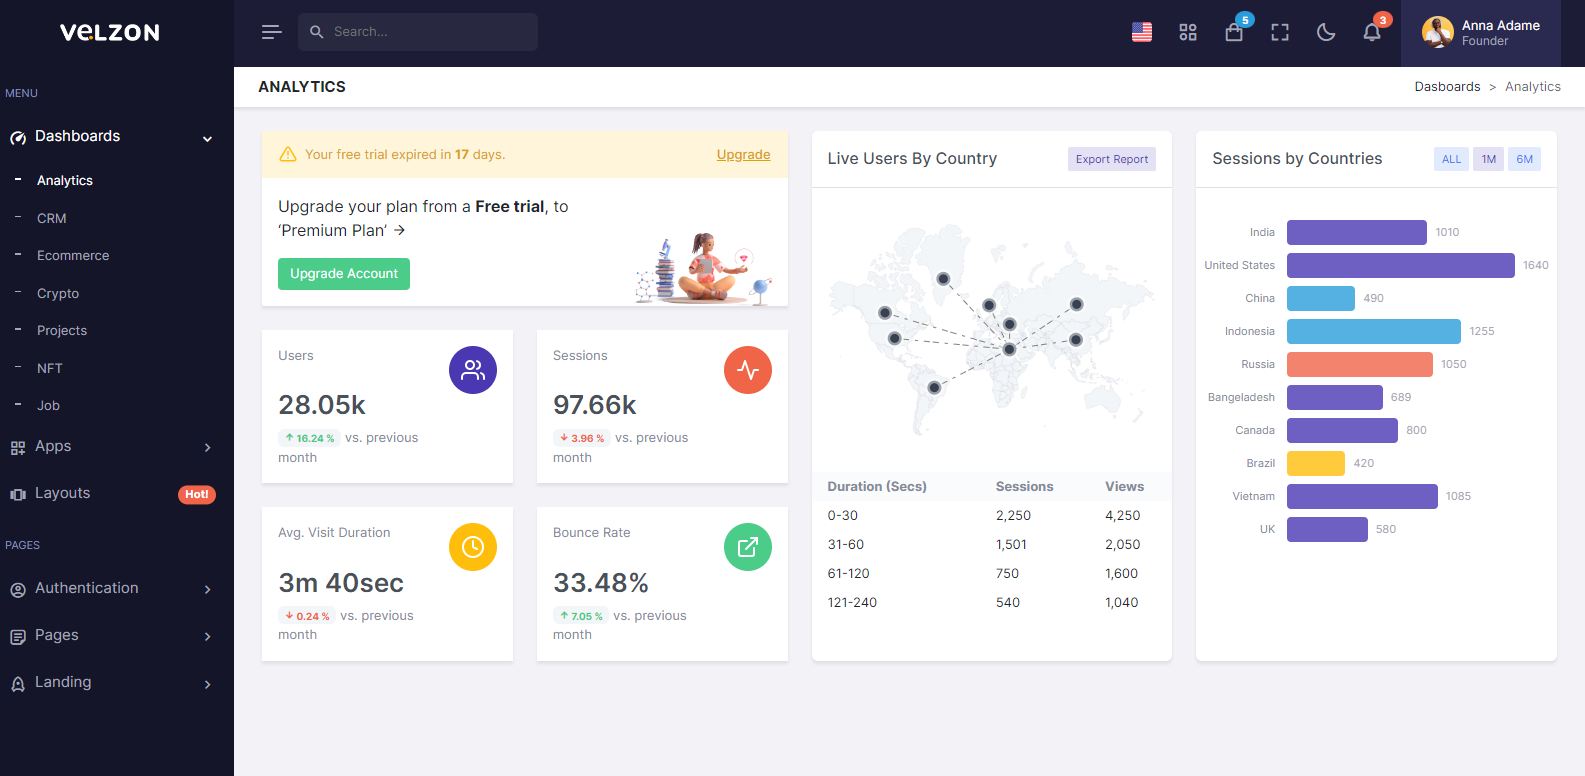 VELZON
Search...
5
3
Anna Adame
Founder
MENU
Dashboards
Analytics
CRM
Ecommerce
Crypto
Projects
NFT
Job
Apps
Layouts
Hot!
PAGES
Authentication
Pages
Landing
ANALYTICS
Dasboards > Analytics
Your free trial expired in 17 days.
Upgrade
Upgrade your plan from a Free trial, to
‘Premium Plan’ →
Upgrade Account
Users
28.05k
↑ 16.24 % vs. previous
month
Sessions
97.66k
↓ 3.96 % vs. previous
month
Avg. Visit Duration
3m 40sec
↓ 0.24 % vs. previous
month
Bounce Rate
33.48%
↑ 7.05 % vs. previous
month
Live Users By Country
Export Report
Duration (Secs) Sessions Views
0-30 2,250 4,250
31-60 1,501 2,050
61-120 750 1,600
121-240 540 1,040
Sessions by Countries
ALL 1M 6M
India 1010
United States 1640
China 490
Indonesia 1255
Russia 1050
Bangeladesh 689
Canada 800
Brazil 420
Vietnam 1085
UK 580